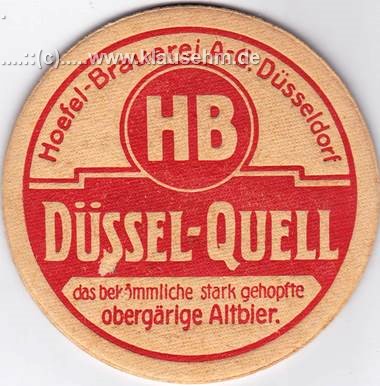 .....::(c)::.... www.klausehm.de
Hoefel-Brauerei A.G. Düsseldorf
HB
DÜSSEL-QUELL
das bekömmliche stark gehopfte
obergärige Altbier.